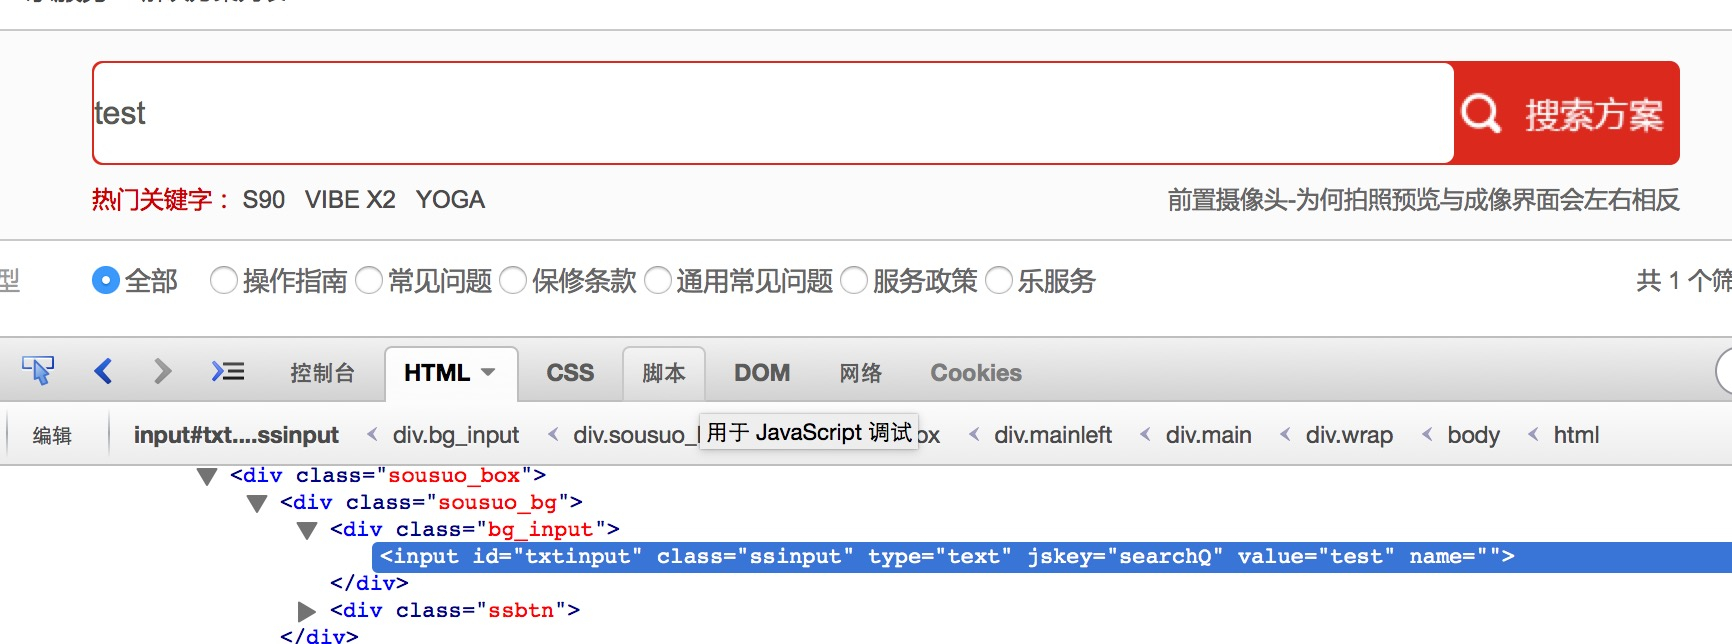 test
搜索方案
热门关键字： S90 VIBE X2 YOGA
前置摄像头-为何拍照预览与成像界面会左右相反
型 全部 操作指南 常见问题 保修条款 通用常见问题 服务政策 乐服务 共 1 个筛
控制台 HTML CSS 脚本 DOM 网络 Cookies
编辑 input#txt....ssinput < div.bg_input < div.sousuo_ 用于 JavaScript 调试 ox < div.mainleft < div.main < div.wrap < body < html
<div class="sousuo_box">
<div class="sousuo_bg">
<div class="bg_input">
<input id="txtinput" class="ssinput" type="text" jskey="searchQ" value="test" name="">
</div>
<div class="ssbtn">
</div>